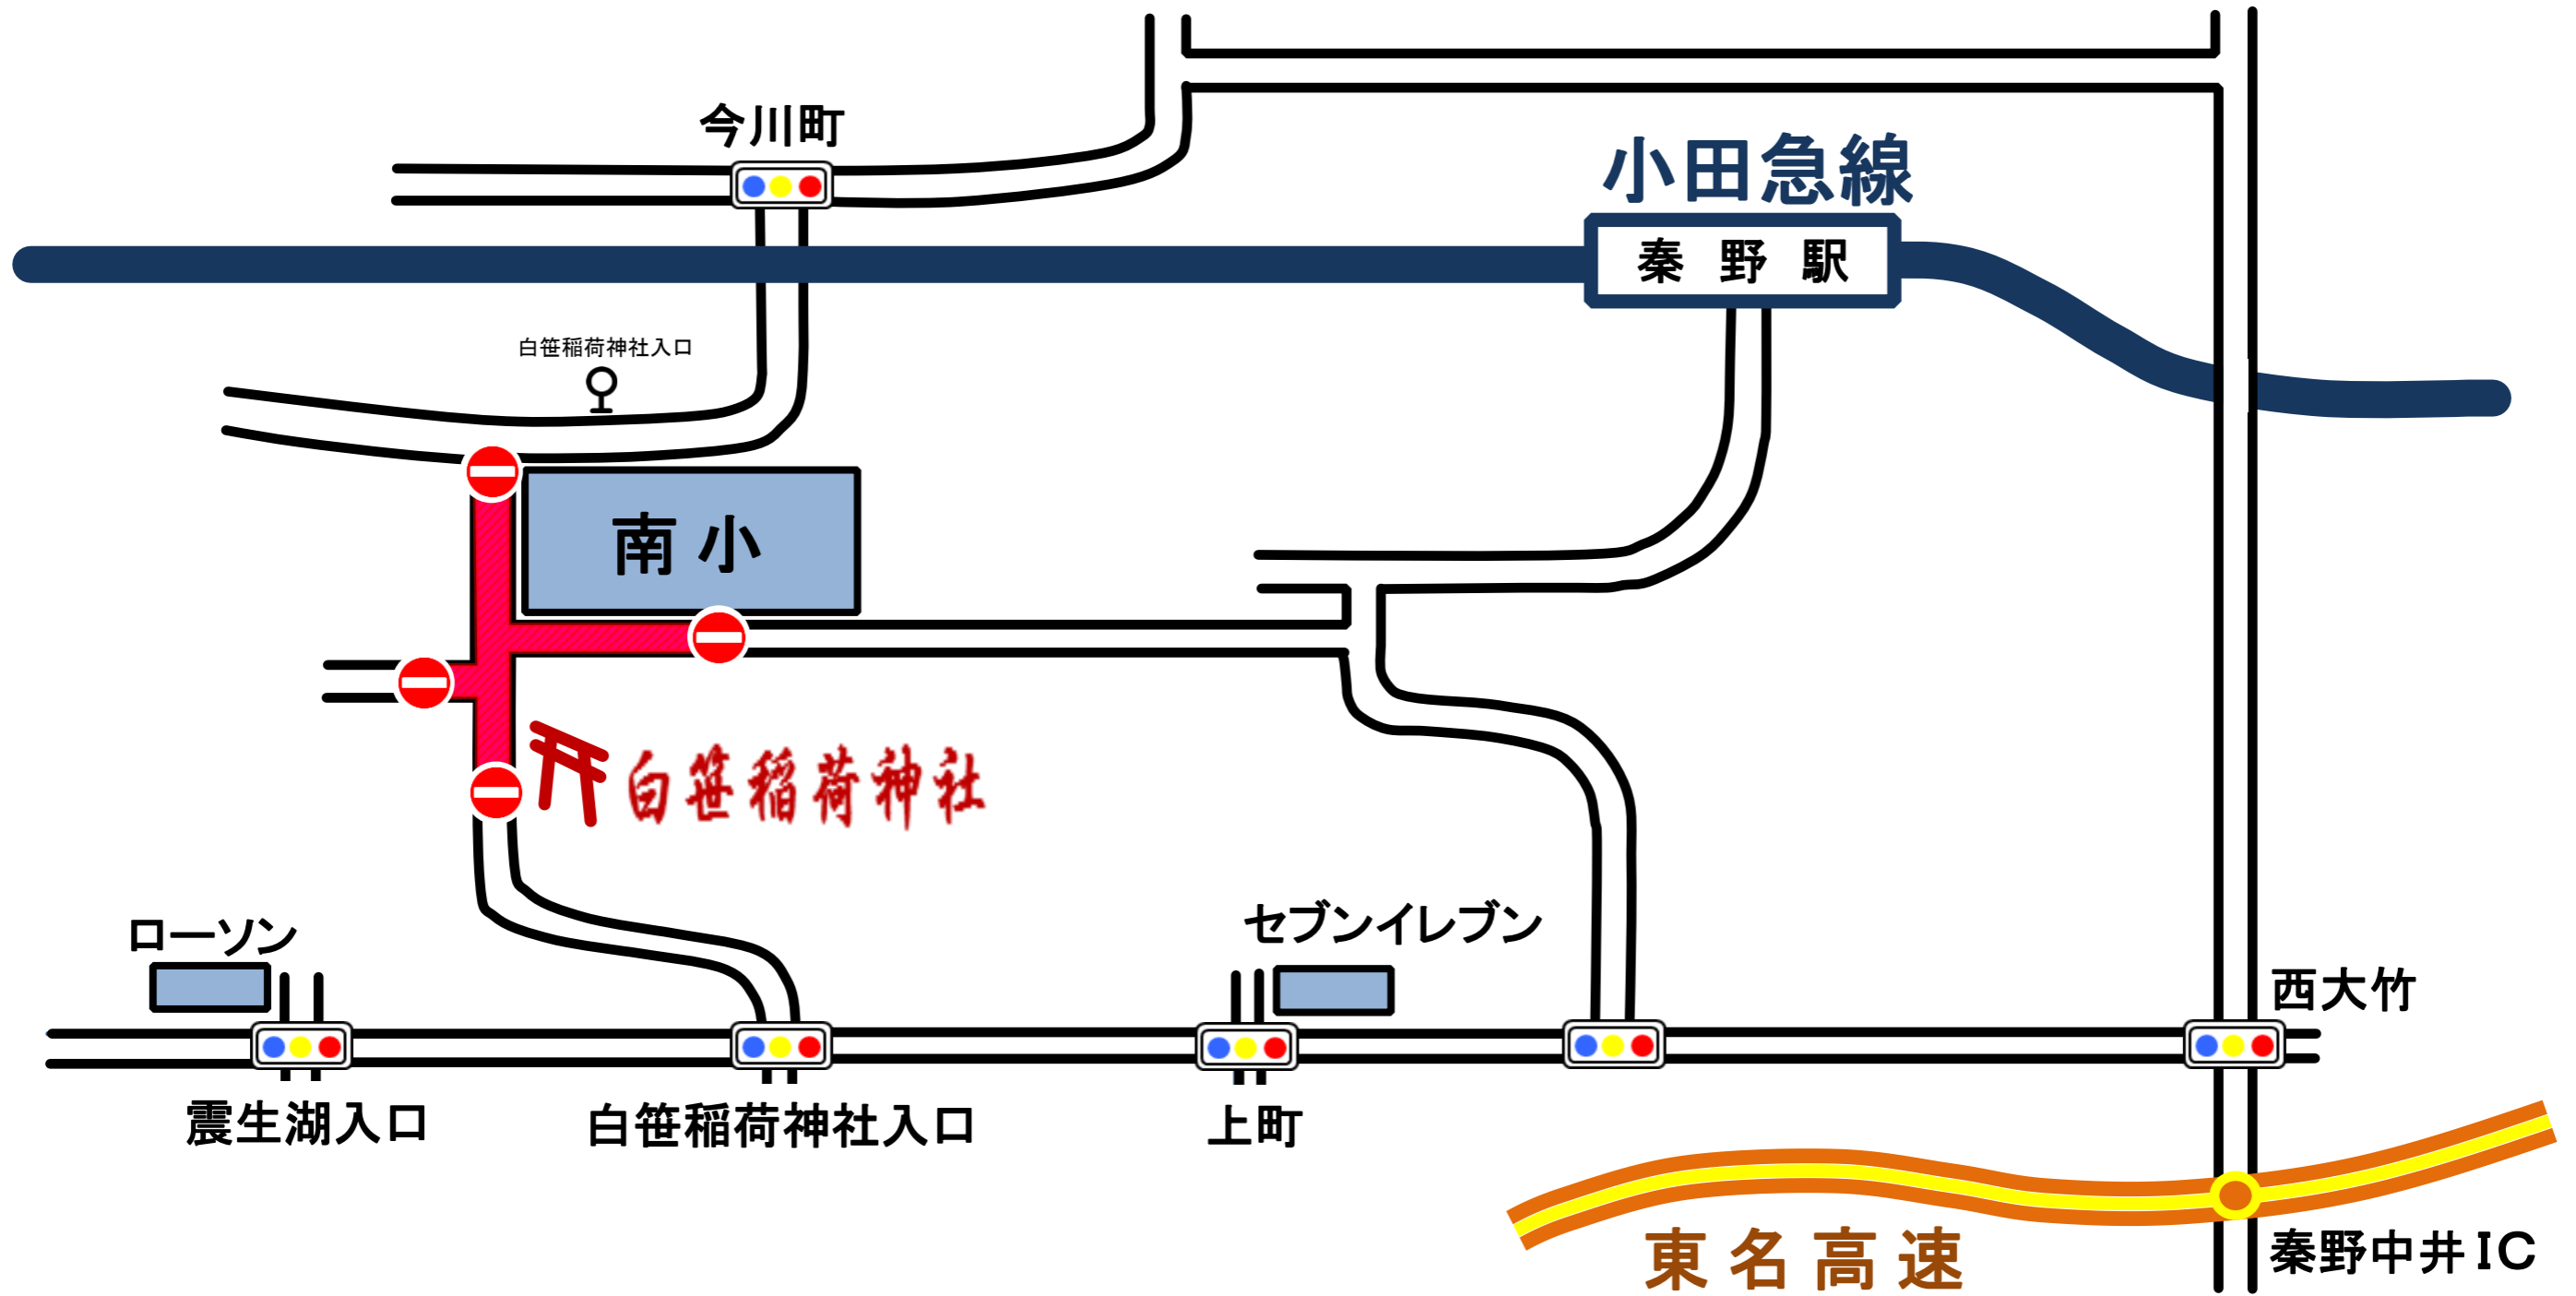 今川町
小田急線
秦野駅
白笹稲荷神社入口
南小
白笹稲荷神社
ローソン
セブンイレブン
西大竹
震生湖入口
白笹稲荷神社入口
上町
東名高速
秦野中井IC